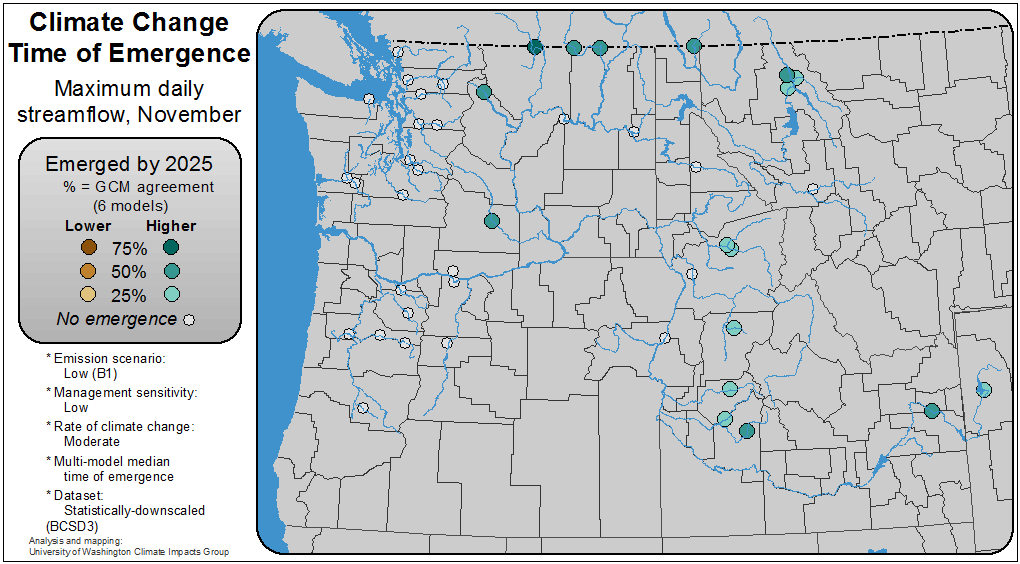 Climate Change
Time of Emergence
Maximum daily
streamflow, November
Emerged by 2025
% = GCM agreement
(6 models)
Lower Higher
75%
50%
25%
No emergence
* Emission scenario:
Low (B1)
* Management sensitivity:
Low
* Rate of climate change:
Moderate
* Multi-model median
time of emergence
* Dataset:
Statistically-downscaled
(BCSD3)
Analysis and mapping:
University of Washington Climate Impacts Group